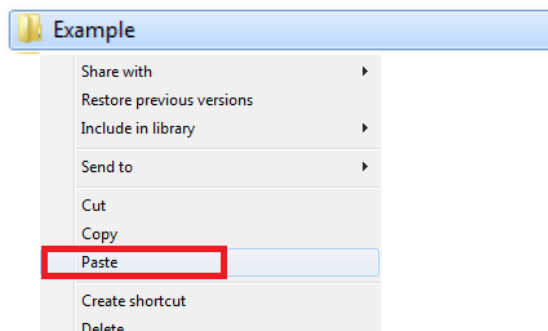 Example
Share with
Restore previous versions
Include in library
Send to
Cut
Copy
Paste
Create shortcut
Delete